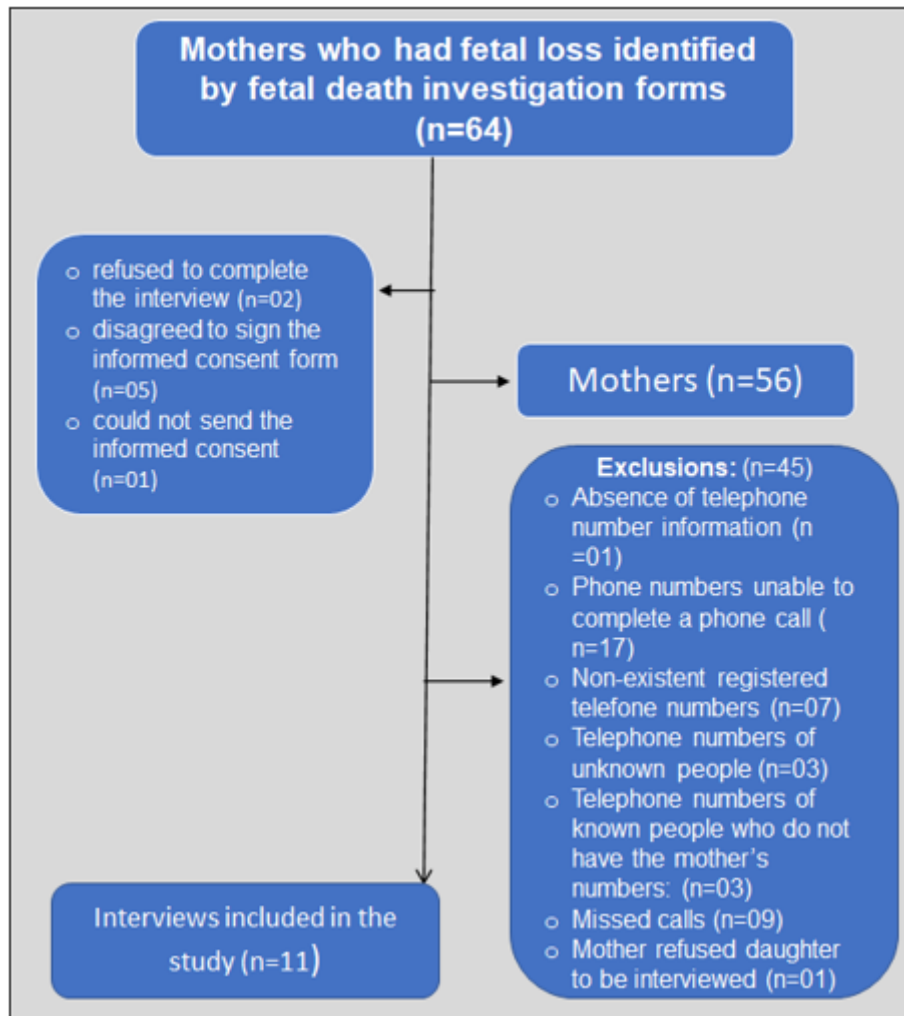 Mothers who had fetal loss identified
by fetal death investigation forms
(n=64)
o refused to complete
the interview (n=02)
o disagreed to sign the
informed consent form
(n=05)
o could not send the
informed consent
(n=01)
Mothers (n=56)
Exclusions: (n=45)
o Absence of telephone
number information (n
=01)
o Phone numbers unable to
complete a phone call (
n=17)
o Non-existent registered
telefone numbers (n=07)
o Telephone numbers of
unknown people (n=03)
o Telephone numbers of
known people who do not
have the mother's
numbers: (n=03)
o Missed calls (n=09)
o Mother refused daughter
to be interviewed (n=01)
Interviews included in the
study (n=11)